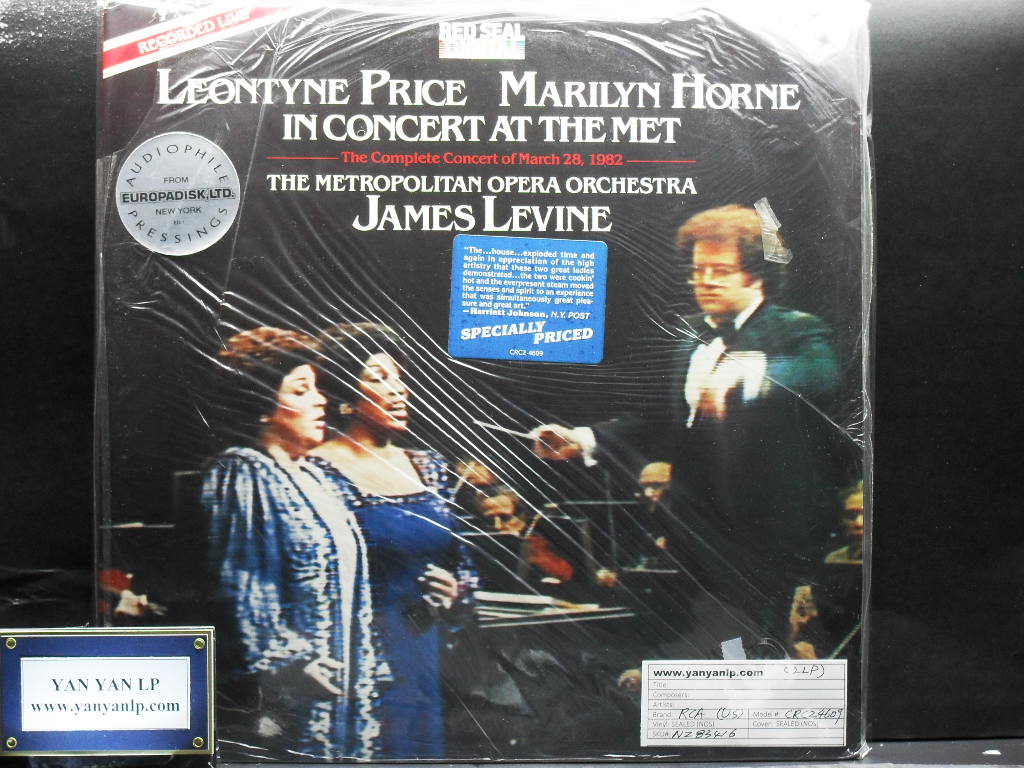 RECORDED LIVE
RED SEAL
LEONTYNE PRICE MARILYN HORNE
IN CONCERT AT THE MET
The Complete Concert of March 28, 1982
THE METROPOLITAN OPERA ORCHESTRA
JAMES LEVINE
AUDIOPHILE
FROM
EUROPADISK, LTD.
NEW YORK
PRESSINGS
"The...house...exploded time and
again in appreciation of the high
artistry that these two great ladies
demonstrated...the two were cookin'
hot and the everpresent steam moved
the senses and spirit to an experience
that was simultaneously great plea-
sure and great art."
—Harriett Johnson, N.Y. POST
SPECIALLY
PRICED
CRC2-4609
www.yanyanlp.com (2LP)
Title:
Composers:
Artists:
Brand: RCA (US) Model #: CRC24609
Vinyl: SEALED (NOS) Cover: SEALED (NOS)
SKU#: NZ83416
YAN YAN LP
www.yanyanlp.com